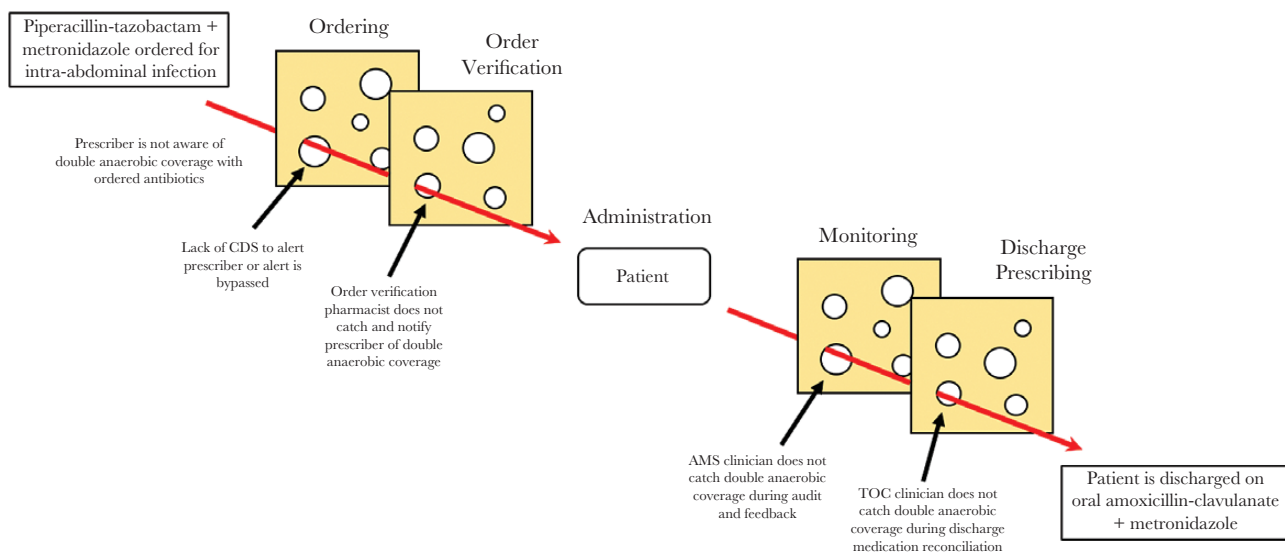 Piperacillin-tazobactam +
metronidazole ordered for
intra-abdominal infection
Ordering
Order
Verification
Prescriber is not aware of
double anaerobic coverage with
ordered antibiotics
Lack of CDS to alert
prescriber or alert is
bypassed
Order verification
pharmacist does not
catch and notify
prescriber of double
anaerobic coverage
Administration
Patient
Monitoring
Discharge
Prescribing
AMS clinician does not
catch double anaerobic
coverage during audit
and feedback
TOC clinician does not
catch double anaerobic
coverage during discharge
medication reconciliation
Patient is discharged on
oral amoxicillin-clavulanate
+ metronidazole